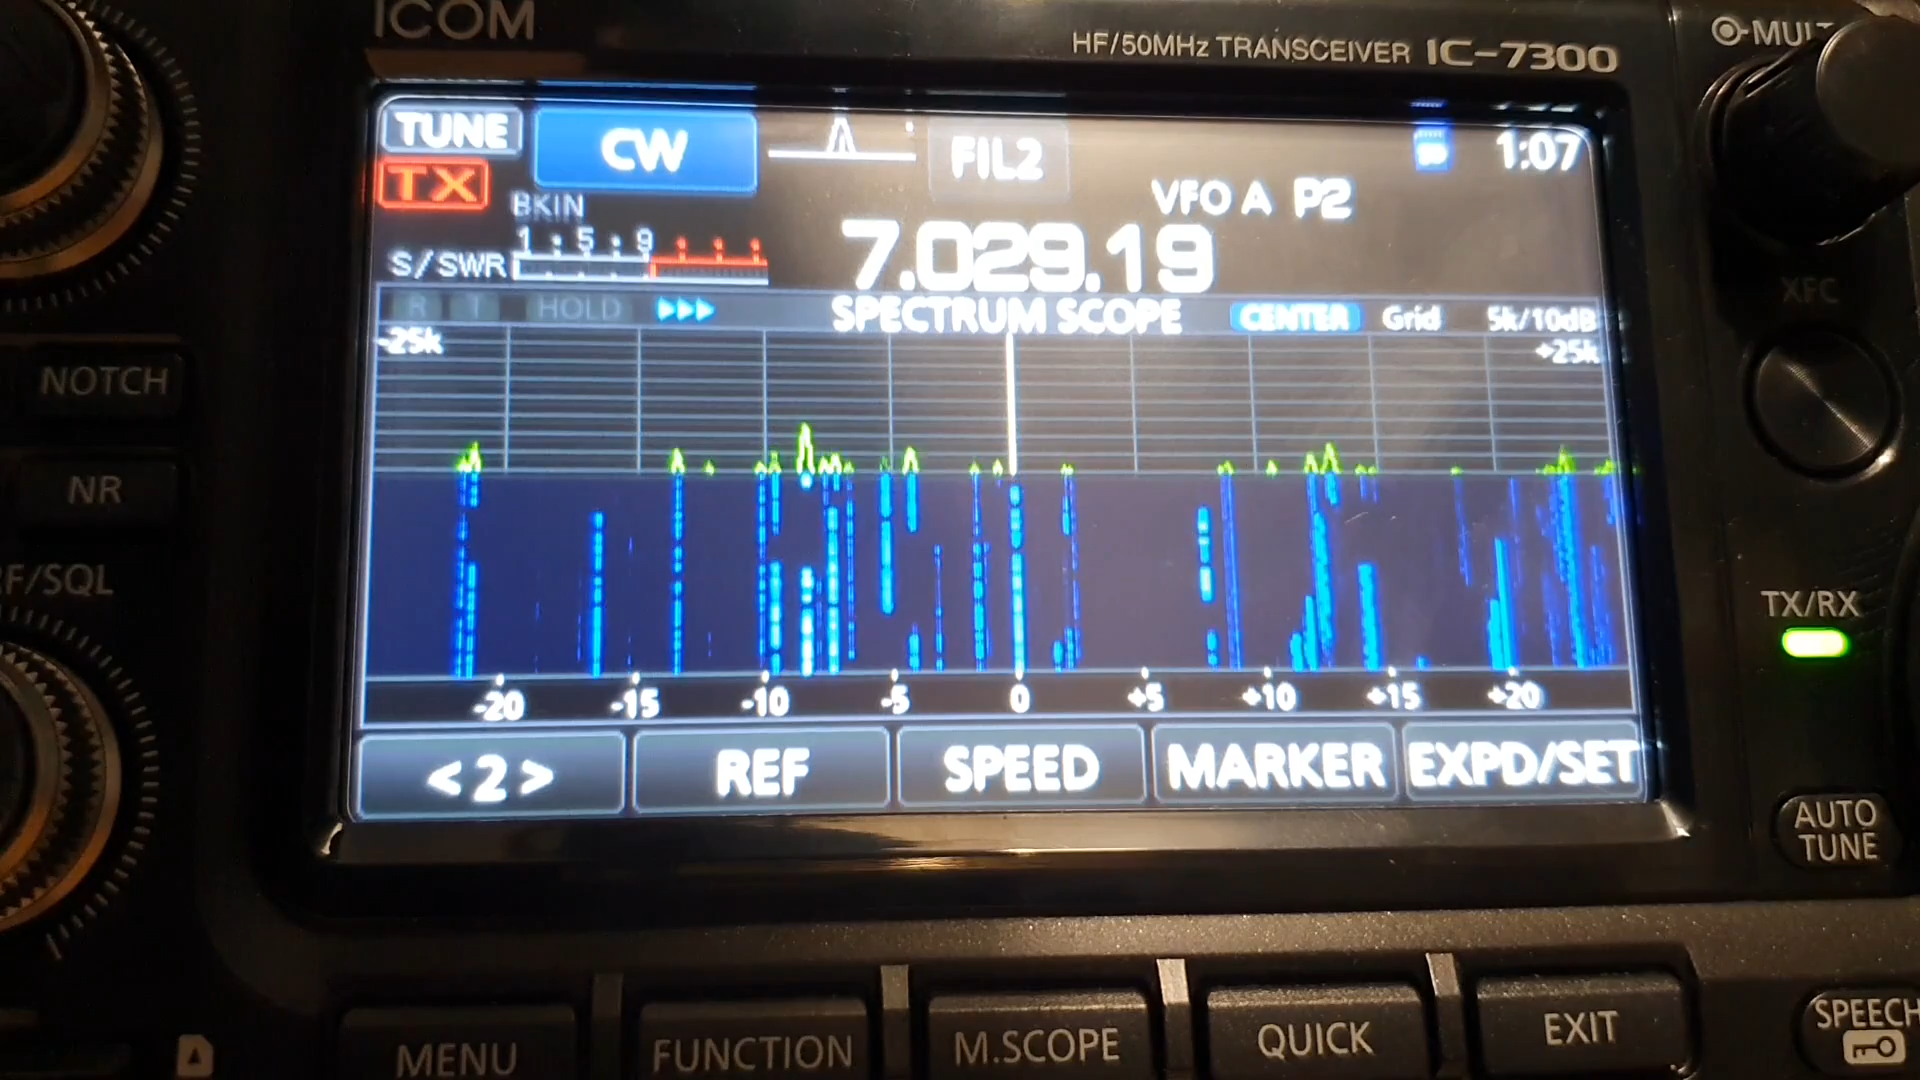 ICOM
HF/50MHz TRANSCEIVER IC-7300
TUNE
CW
FIL2
1:07
TX
BKIN
VFO A P2
1 5 9
S/SWR
7.029.19
R T HOLD
SPECTRUM SCOPE
CENTER
Grid
5k/10dB
-25k
+25k
-20 -15 -10 -5 0 +5 +10 +15 +20
< 2 >
REF
SPEED
MARKER
EXPD/SET
NOTCH
NR
RF/SQL
XFC
TX/RX
AUTO
TUNE
MENU
FUNCTION
M.SCOPE
QUICK
EXIT
SPEECH